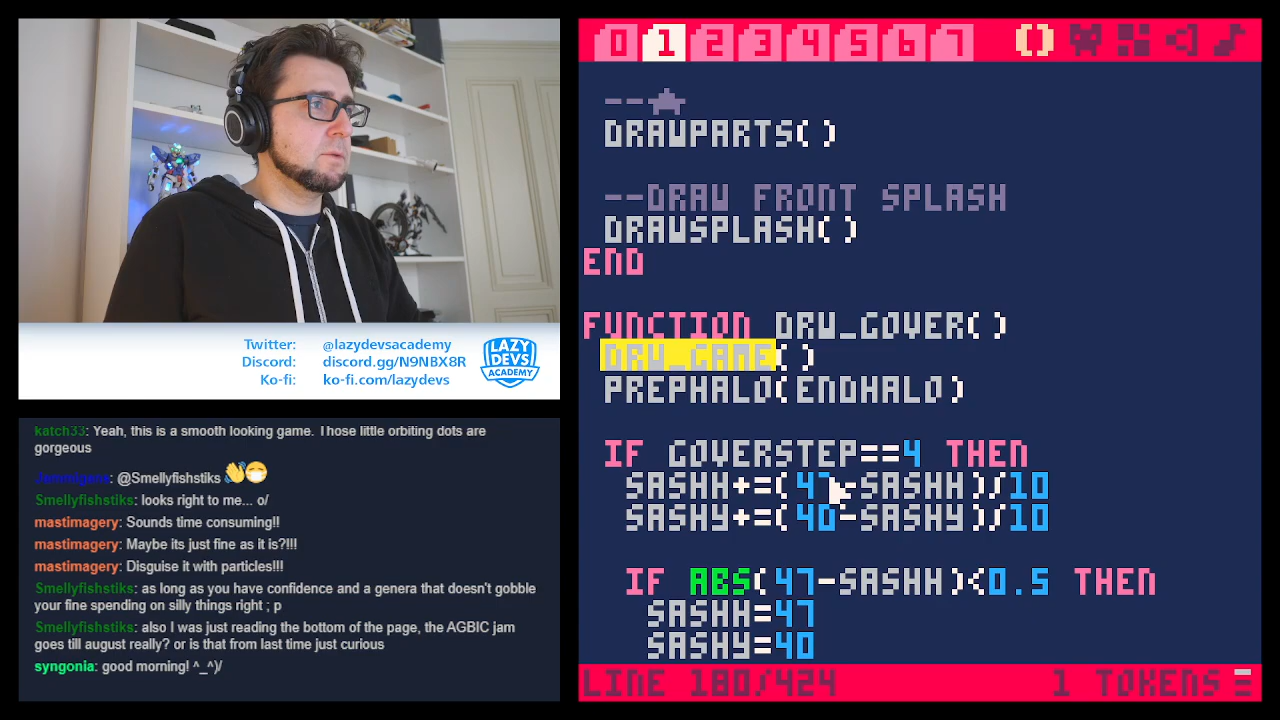 Twitter: @lazydevsacademy
Discord: discord.gg/N9NBX8R
Ko-fi: ko-fi.com/lazydevs
LAZY
DEVS
ACADEMY
katch33: Yeah, this is a smooth looking game. Those little orbiting dots are
gorgeous
@Smellyfishstiks
Smellyfishstiks: looks right to me... o/
mastimagery: Sounds time consuming!!
mastimagery: Maybe its just fine as it is?!!!
mastimagery: Disguise it with particles!!!
Smellyfishstiks: as long as you have confidence and a genera that doesn't gobble
your fine spending on silly things right ; p
Smellyfishstiks: also I was just reading the bottom of the page, the AGBIC jam
goes till august really? or is that from last time just curious
syngonia: good morning! ^_^)/
0 1 2 3 4 5 6 7 ()
--
DRAWPARTS()
--DRAW FRONT SPLASH
DRAWSPLASH()
END
FUNCTION DRW_GOVER()
DRW_GAME()
PREPHALO(ENDHALO)
IF GOVERSTEP==4 THEN
SASHH+=(47-SASHH)/10
SASHY+=(40-SASHY)/10
IF ABS(47-SASHH)<0.5 THEN
SASHH=47
SASHY=40
LINE 180/424 1 TOKENS